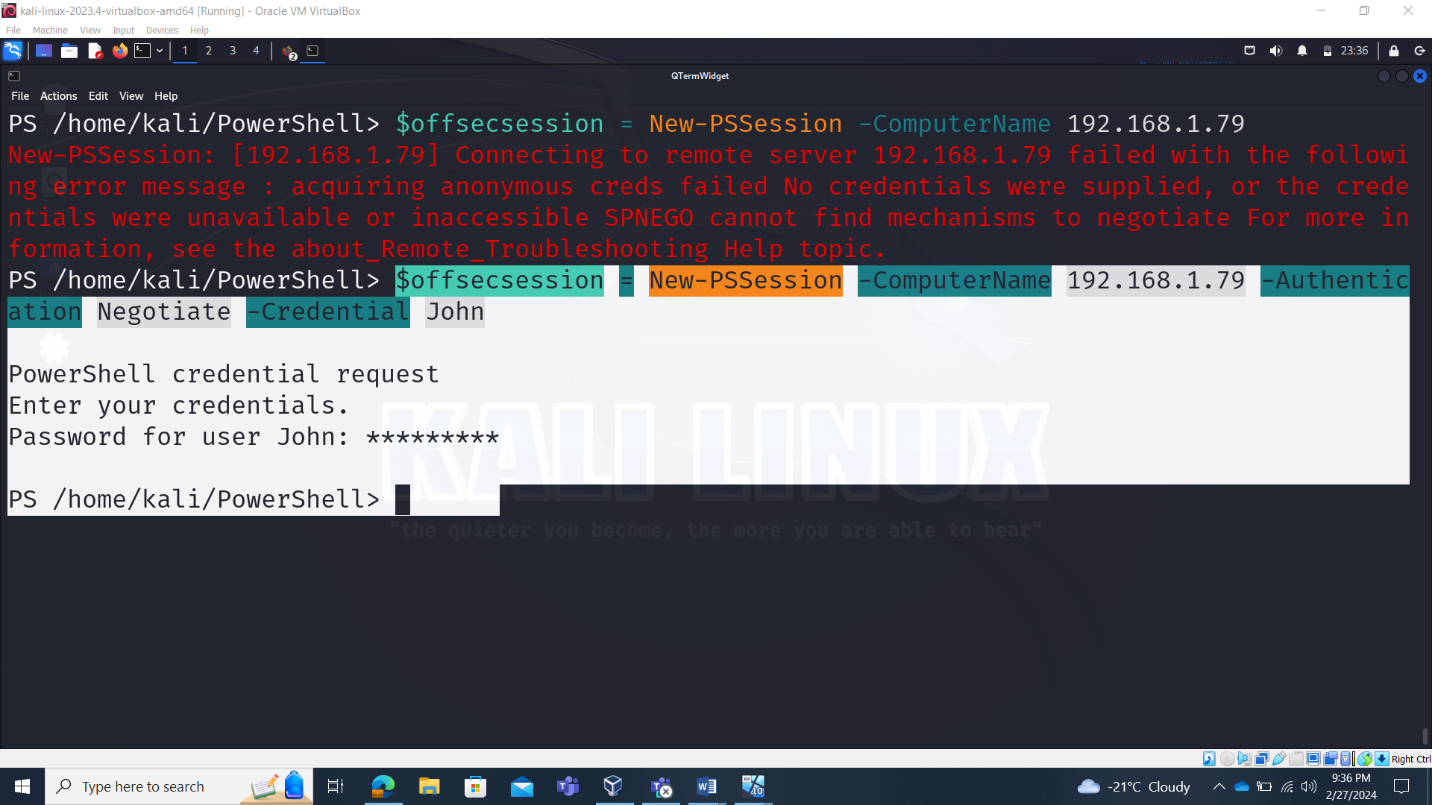 kali-linux-2023.4-virtualbox-amd64 [Running] - Oracle VM VirtualBox
File Machine View Input Devices Help
1 2 3 4 2 23:36
QTermWidget
File Actions Edit View Help
PS /home/kali/PowerShell> $offsecsession = New-PSSession -ComputerName 192.168.1.79
New-PSSession: [192.168.1.79] Connecting to remote server 192.168.1.79 failed with the followi
ng error message : acquiring anonymous creds failed No credentials were supplied, or the crede
ntials were unavailable or inaccessible SPNEGO cannot find mechanisms to negotiate For more in
formation, see the about_Remote_Troubleshooting Help topic.
PS /home/kali/PowerShell> $offsecsession = New-PSSession -ComputerName 192.168.1.79 -Authentic
ation Negotiate -Credential John
PowerShell credential request
Enter your credentials.
Password for user John: *********
KALI LINUX
PS /home/kali/PowerShell>
"the quieter you become, the more you are able to hear"
Right Ctrl
Type here to search
-21°C Cloudy
9:36 PM
2/27/2024